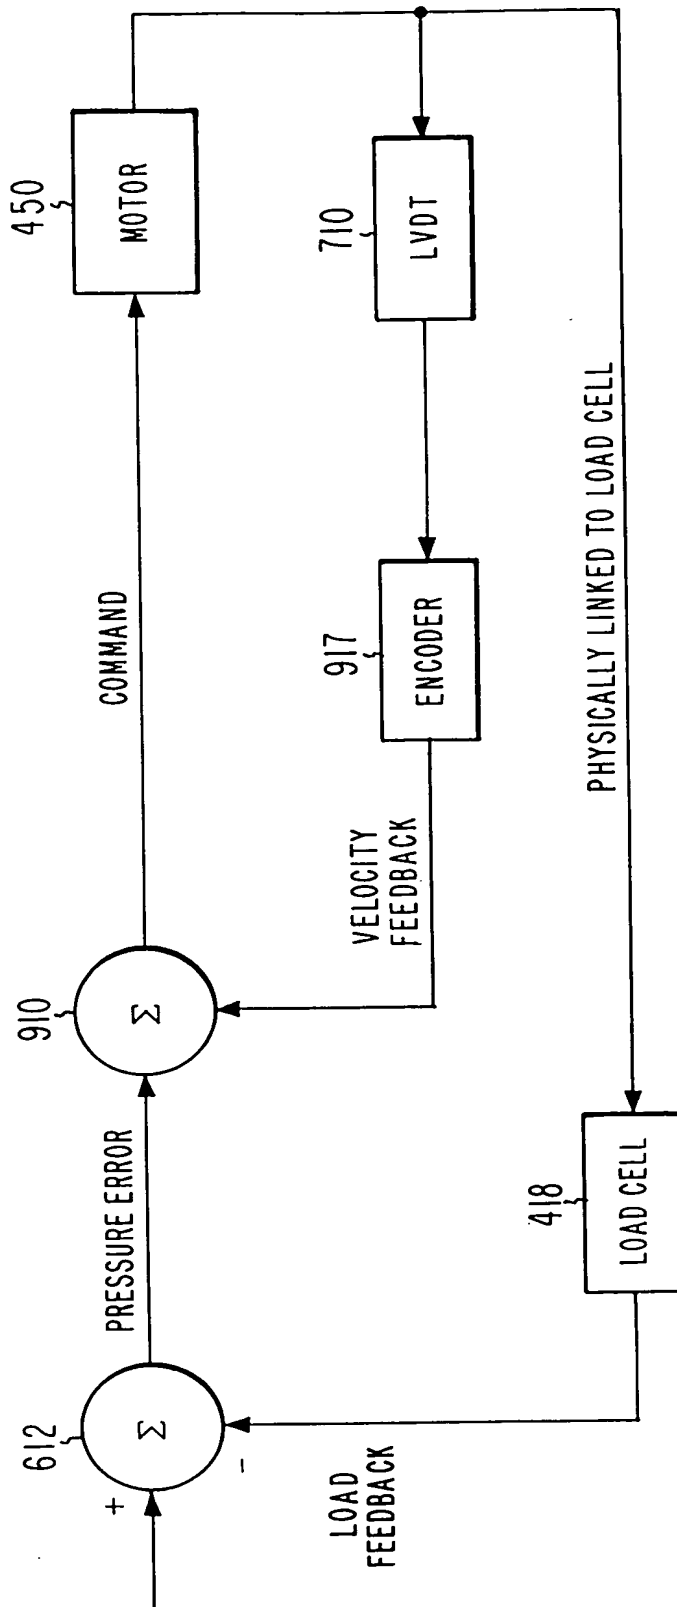 612
Σ
+
-
PRESSURE ERROR
910
Σ
COMMAND
450
MOTOR
710
LVDT
917
ENCODER
VELOCITY
FEEDBACK
PHYSICALLY LINKED TO LOAD CELL
418
LOAD CELL
LOAD
FEEDBACK